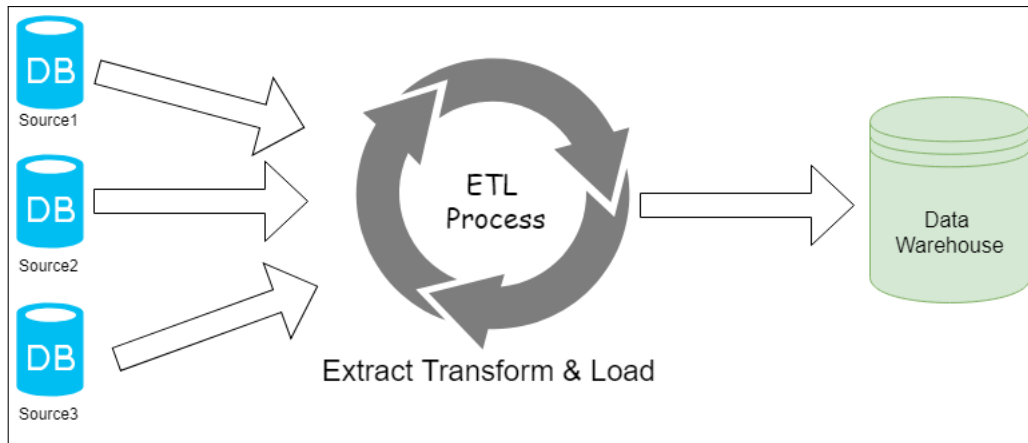 DB
Source1
DB
Source2
DB
Source3
ETL
Process
Extract Transform & Load
Data
Warehouse